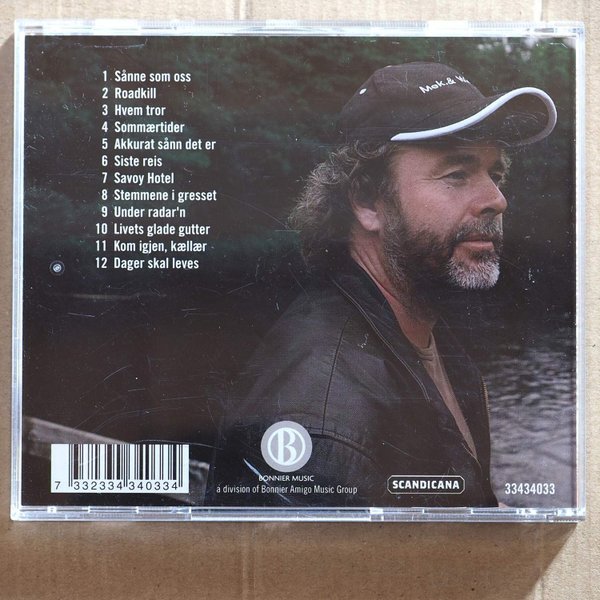 1 Sånne som oss
2 Roadkill
3 Hvem tror
4 Sommærtider
5 Akkurat sånn det er
6 Siste reis
7 Savoy Hotel
8 Stemmene i gresset
9 Under radar'n
10 Livets glade gutter
11 Kom igjen, kællær
12 Dager skal leves
Mek. &
B
BONNIER MUSIC
a division of Bonnier Amigo Music Group
SCANDICANA
33434033
7 332334 340334